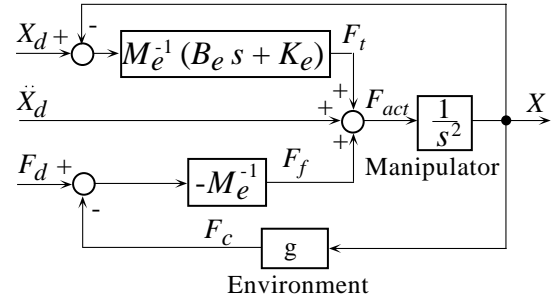 X_d + - M_e^{-1} (B_e s + K_e) F_t
Ẍ_d + + + F_act 1/s^2 X
Manipulator
F_d + - -M_e^{-1} F_f
F_c g
Environment